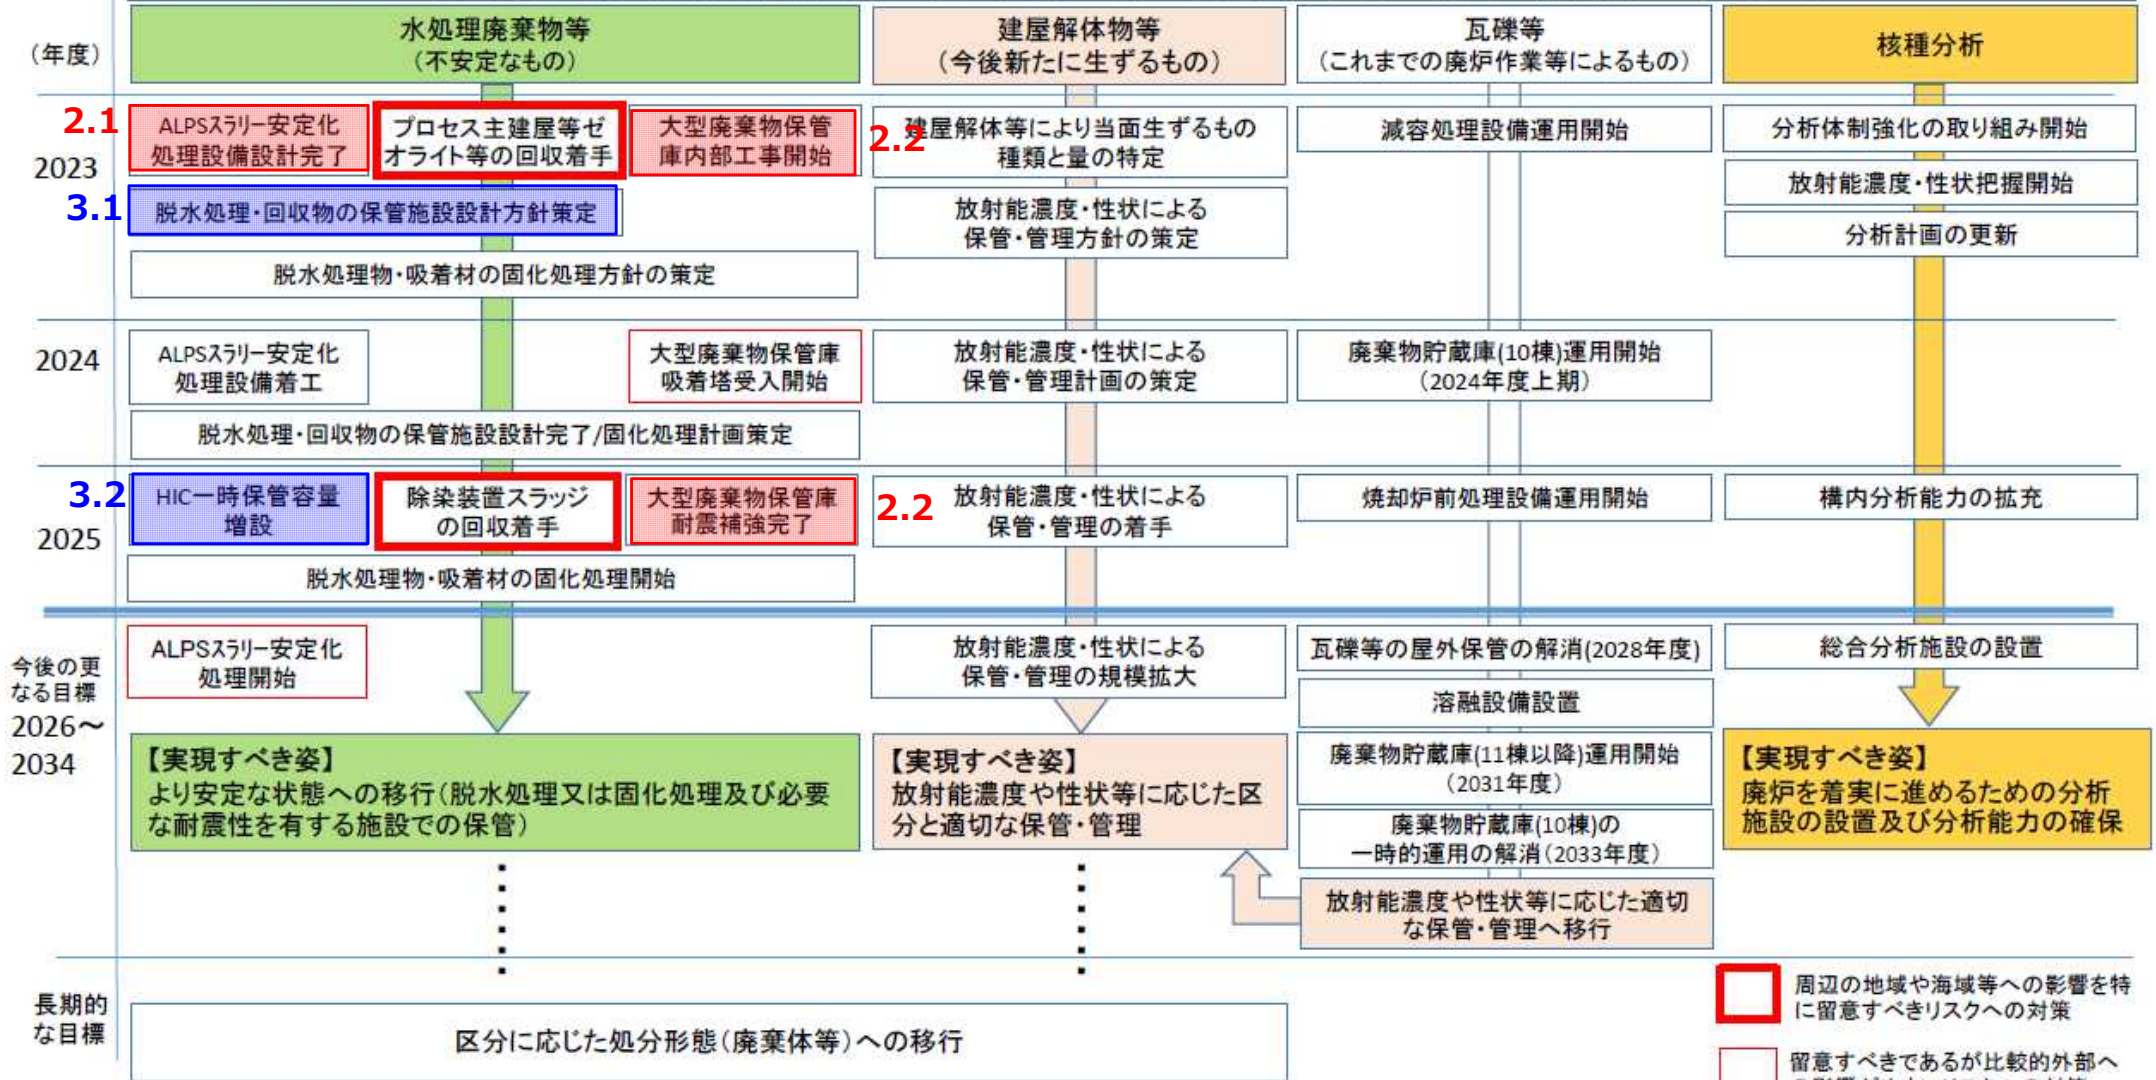 (年度)
水処理廃棄物等
(不安定なもの)
建屋解体物等
(今後新たに生ずるもの)
瓦礫等
(これまでの廃炉作業等によるもの)
核種分析
2023
2.1
ALPSスラリー安定化
処理設備設計完了
プロセス主建屋等ゼ
オライト等の回収着手
大型廃棄物保管
庫内部工事開始
2.2
3.1
脱水処理・回収物の保管施設設計方針策定
脱水処理物・吸着材の固化処理方針の策定
建屋解体等により当面生ずるもの
種類と量の特定
放射能濃度・性状による
保管・管理方針の策定
減容処理設備運用開始
分析体制強化の取り組み開始
放射能濃度・性状把握開始
分析計画の更新
2024
ALPSスラリー安定化
処理設備着工
大型廃棄物保管庫
吸着塔受入開始
脱水処理・回収物の保管施設設計完了/固化処理計画策定
放射能濃度・性状による
保管・管理計画の策定
廃棄物貯蔵庫(10棟)運用開始
(2024年度上期)
2025
3.2
HIC一時保管容量
増設
除染装置スラッジ
の回収着手
大型廃棄物保管庫
耐震補強完了
2.2
脱水処理物・吸着材の固化処理開始
放射能濃度・性状による
保管・管理の着手
焼却炉前処理設備運用開始
構内分析能力の拡充
今後の更
なる目標
2026～
2034
ALPSスラリー安定化
処理開始
【実現すべき姿】
より安定な状態への移行(脱水処理又は固化処理及び必要
な耐震性を有する施設での保管)
放射能濃度・性状による
保管・管理の規模拡大
【実現すべき姿】
放射能濃度や性状等に応じた区
分と適切な保管・管理
瓦礫等の屋外保管の解消(2028年度)
溶融設備設置
廃棄物貯蔵庫(11棟以降)運用開始
(2031年度)
廃棄物貯蔵庫(10棟)の
一時的運用の解消(2033年度)
放射能濃度や性状等に応じた適切
な保管・管理へ移行
総合分析施設の設置
【実現すべき姿】
廃炉を着実に進めるための分析
施設の設置及び分析能力の確保
長期的
な目標
区分に応じた処分形態(廃棄体等)への移行
周辺の地域や海域等への影響を特
に留意すべきリスクへの対策
留意すべきであるが比較的外部へ